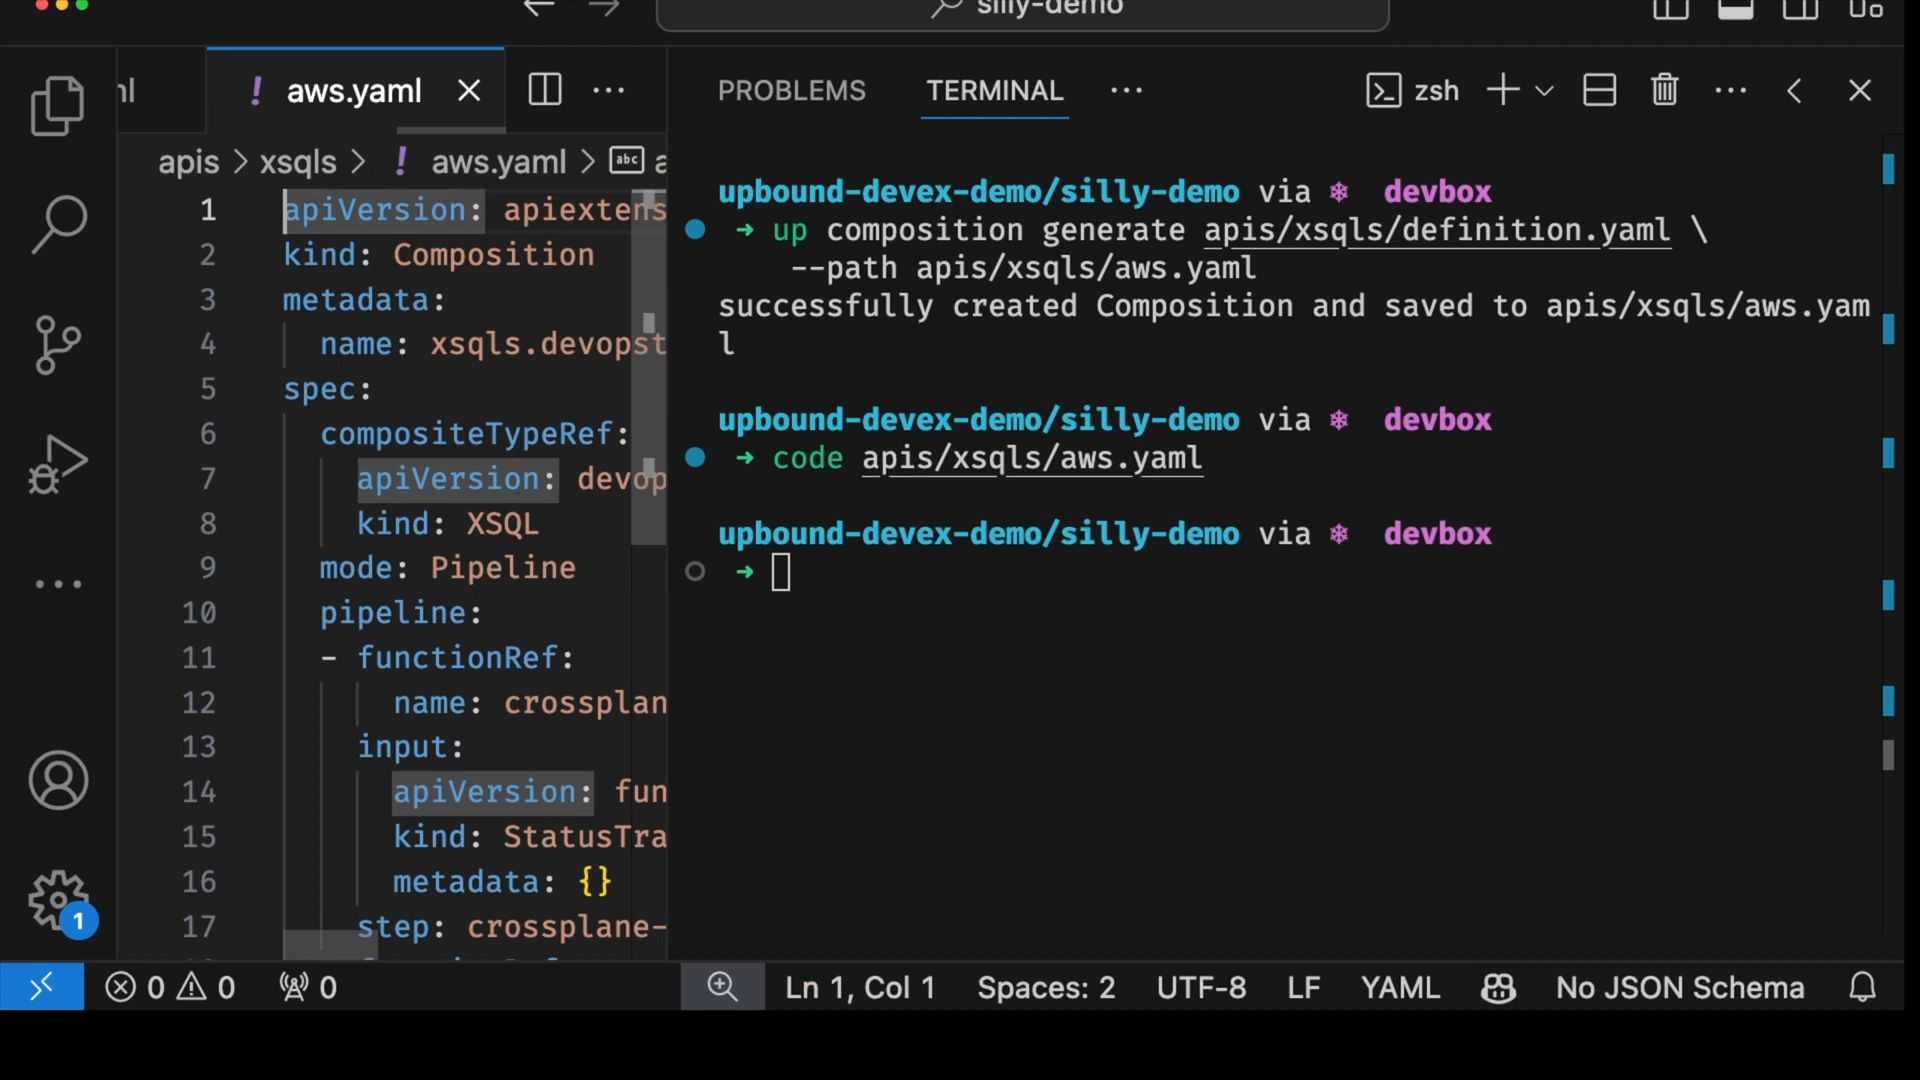 silly-demo
aws.yaml
PROBLEMS
TERMINAL
zsh
apis > xsqls > ! aws.yaml >
1 apiVersion: apiextens
2 kind: Composition
3 metadata:
4 name: xsqls.devopst
5 spec:
6 compositeTypeRef:
7 apiVersion: devop
8 kind: XSQL
9 mode: Pipeline
10 pipeline:
11 - functionRef:
12 name: crossplan
13 input:
14 apiVersion: fun
15 kind: StatusTra
16 metadata: {}
17 step: crossplane-
upbound-devex-demo/silly-demo via ❄ devbox
➜ up composition generate apis/xsqls/definition.yaml \
--path apis/xsqls/aws.yaml
successfully created Composition and saved to apis/xsqls/aws.yam
l
upbound-devex-demo/silly-demo via ❄ devbox
➜ code apis/xsqls/aws.yaml
upbound-devex-demo/silly-demo via ❄ devbox
➜
1
0 0 0 Ln 1, Col 1 Spaces: 2 UTF-8 LF YAML No JSON Schema